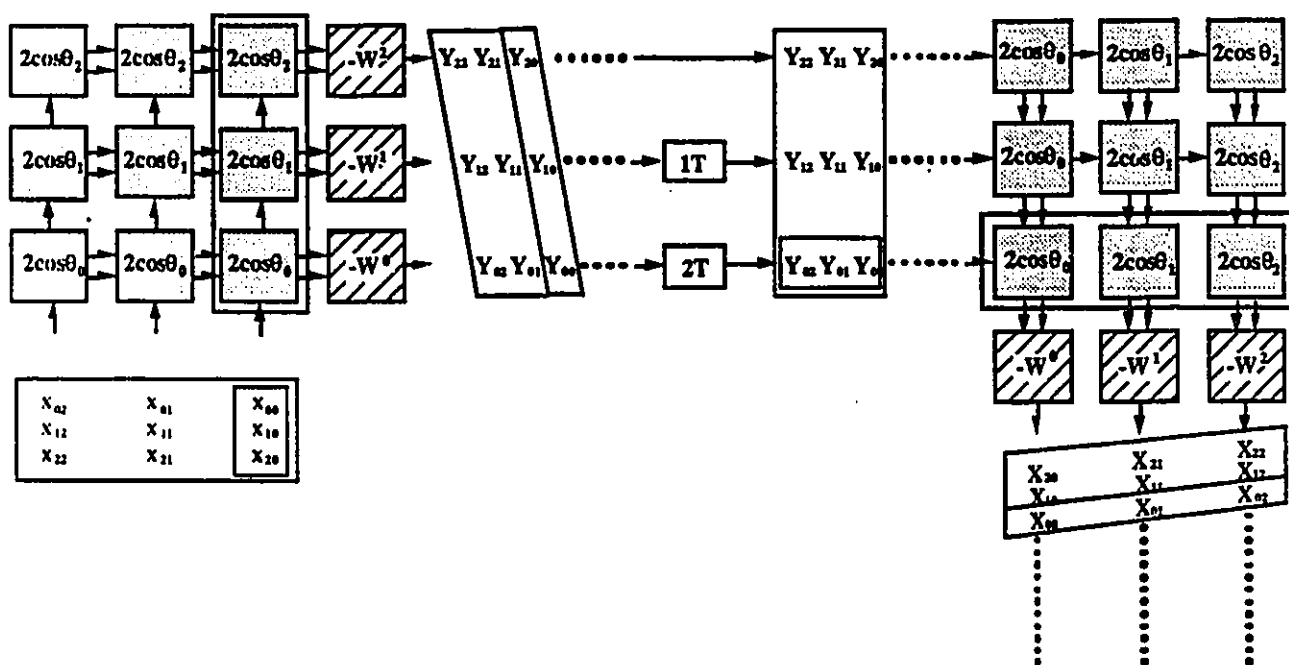 2cosθ₂ 2cosθ₂ 2cosθ₂ -W² Y₂₂ Y₂₁ Y₂₀ Y₂₂ Y₂₁ Y₂₀ 2cosθ₀ 2cosθ₁ 2cosθ₂
2cosθ₁ 2cosθ₁ 2cosθ₁ -W¹ Y₁₂ Y₁₁ Y₁₀ 1T Y₁₂ Y₁₁ Y₁₀ 2cosθ₀ 2cosθ₁ 2cosθ₂
2cosθ₀ 2cosθ₀ 2cosθ₀ -W⁰ Y₀₂ Y₀₁ Y₀₀ 2T Y₀₂ Y₀₁ Y₀₀ 2cosθ₀ 2cosθ₁ 2cosθ₂
-W⁰ -W¹ -W²
X₀₂ X₀₁ X₀₀
X₁₂ X₁₁ X₁₀
X₂₂ X₂₁ X₂₀
X₂₀ X₂₁ X₂₂
X₁₀ X₁₁ X₁₂
X₀₀ X₀₁ X₀₂